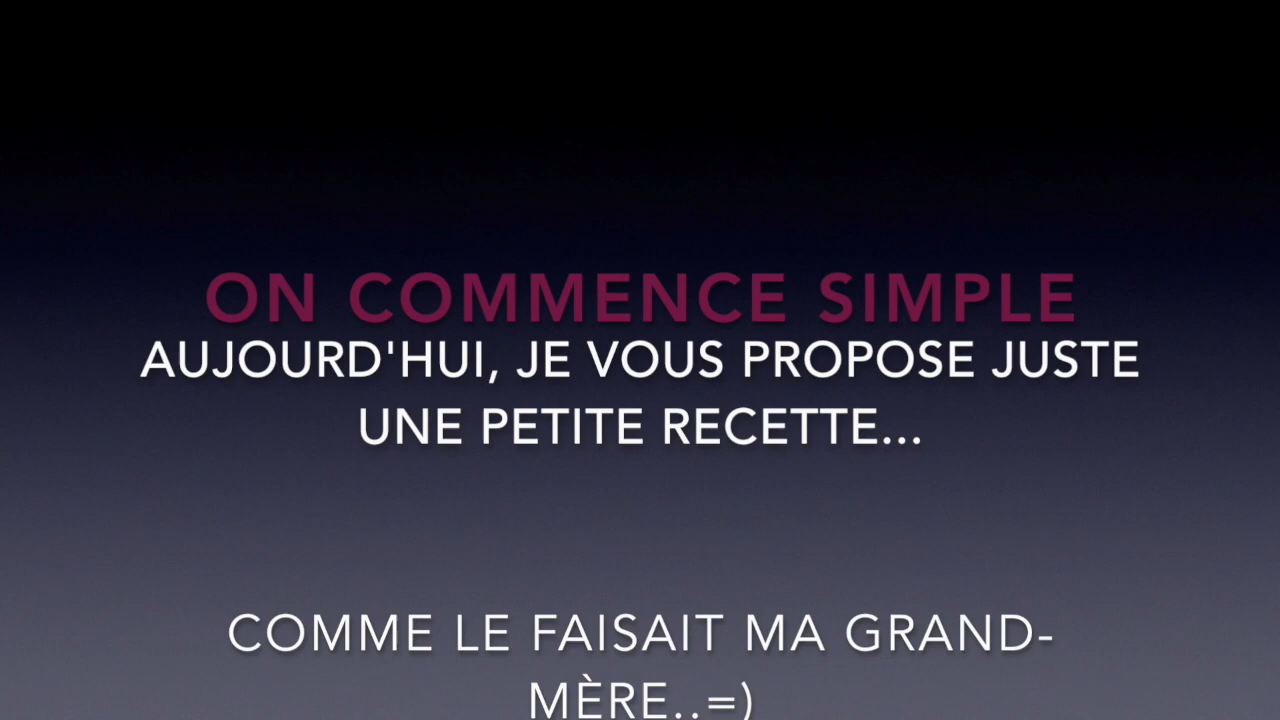 ON COMMENCE SIMPLE
AUJOURD'HUI, JE VOUS PROPOSE JUSTE
UNE PETITE RECETTE...
COMME LE FAISAIT MA GRAND-
MÈRE..=)